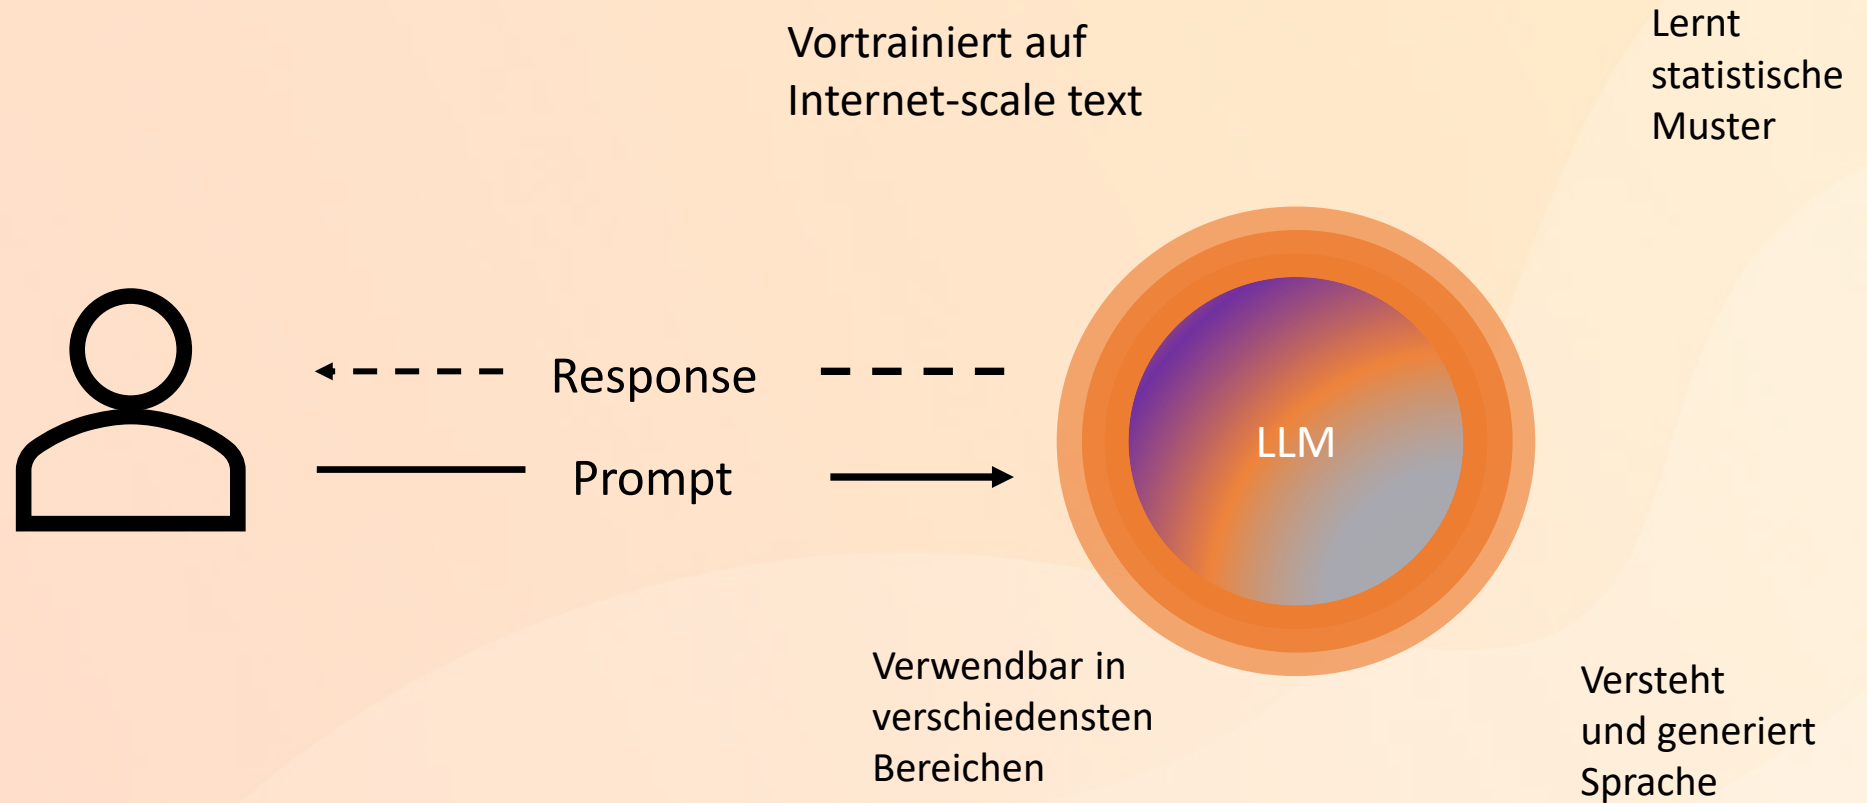 Vortrainiert auf
Internet-scale text
Lernt
statistische
Muster
Response
Prompt
LLM
Verwendbar in
verschiedensten
Bereichen
Versteht
und generiert
Sprache